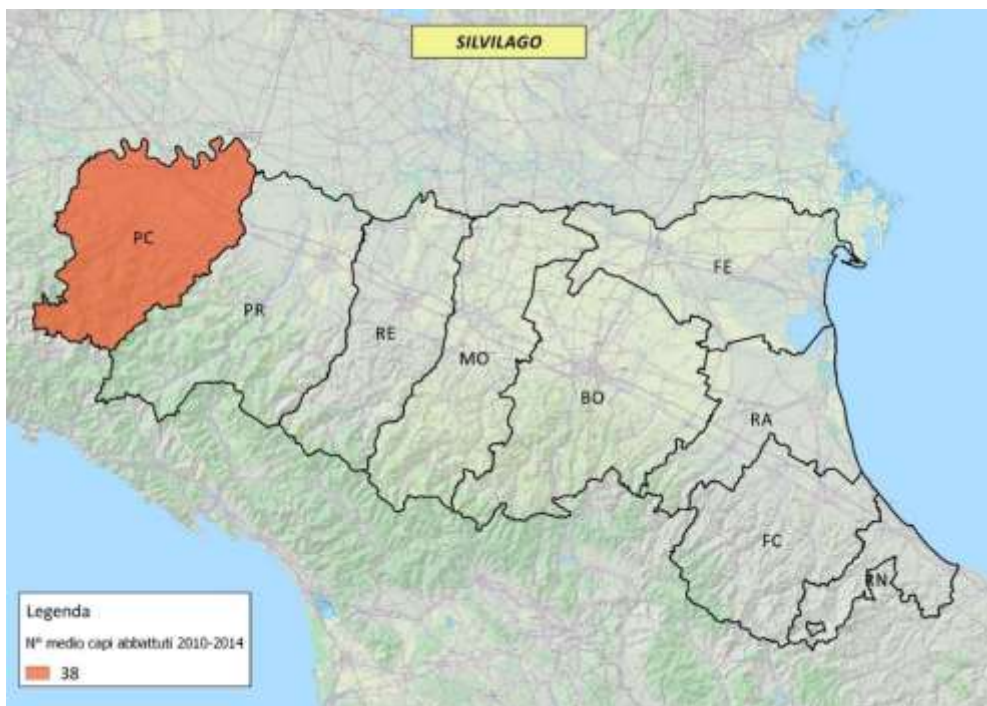 SILVILAGO
PC
FE
PR
RE
MO
BO
RA
FC
RN
Legenda
N° medio capi abbattuti 2010-2014
38